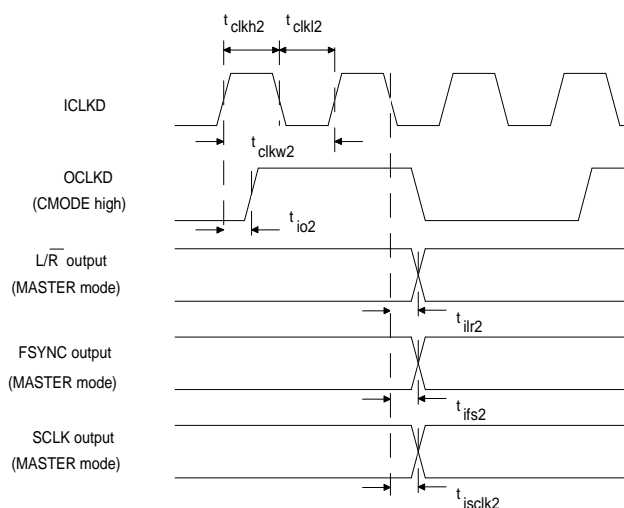 t clkh2 t clkl2
ICLKD
t clkw2
OCLKD
(CMODE high)
t io2
L/R̅ output
(MASTER mode)
t ilr2
FSYNC output
(MASTER mode)
t ifs2
SCLK output
(MASTER mode)
t isclk2